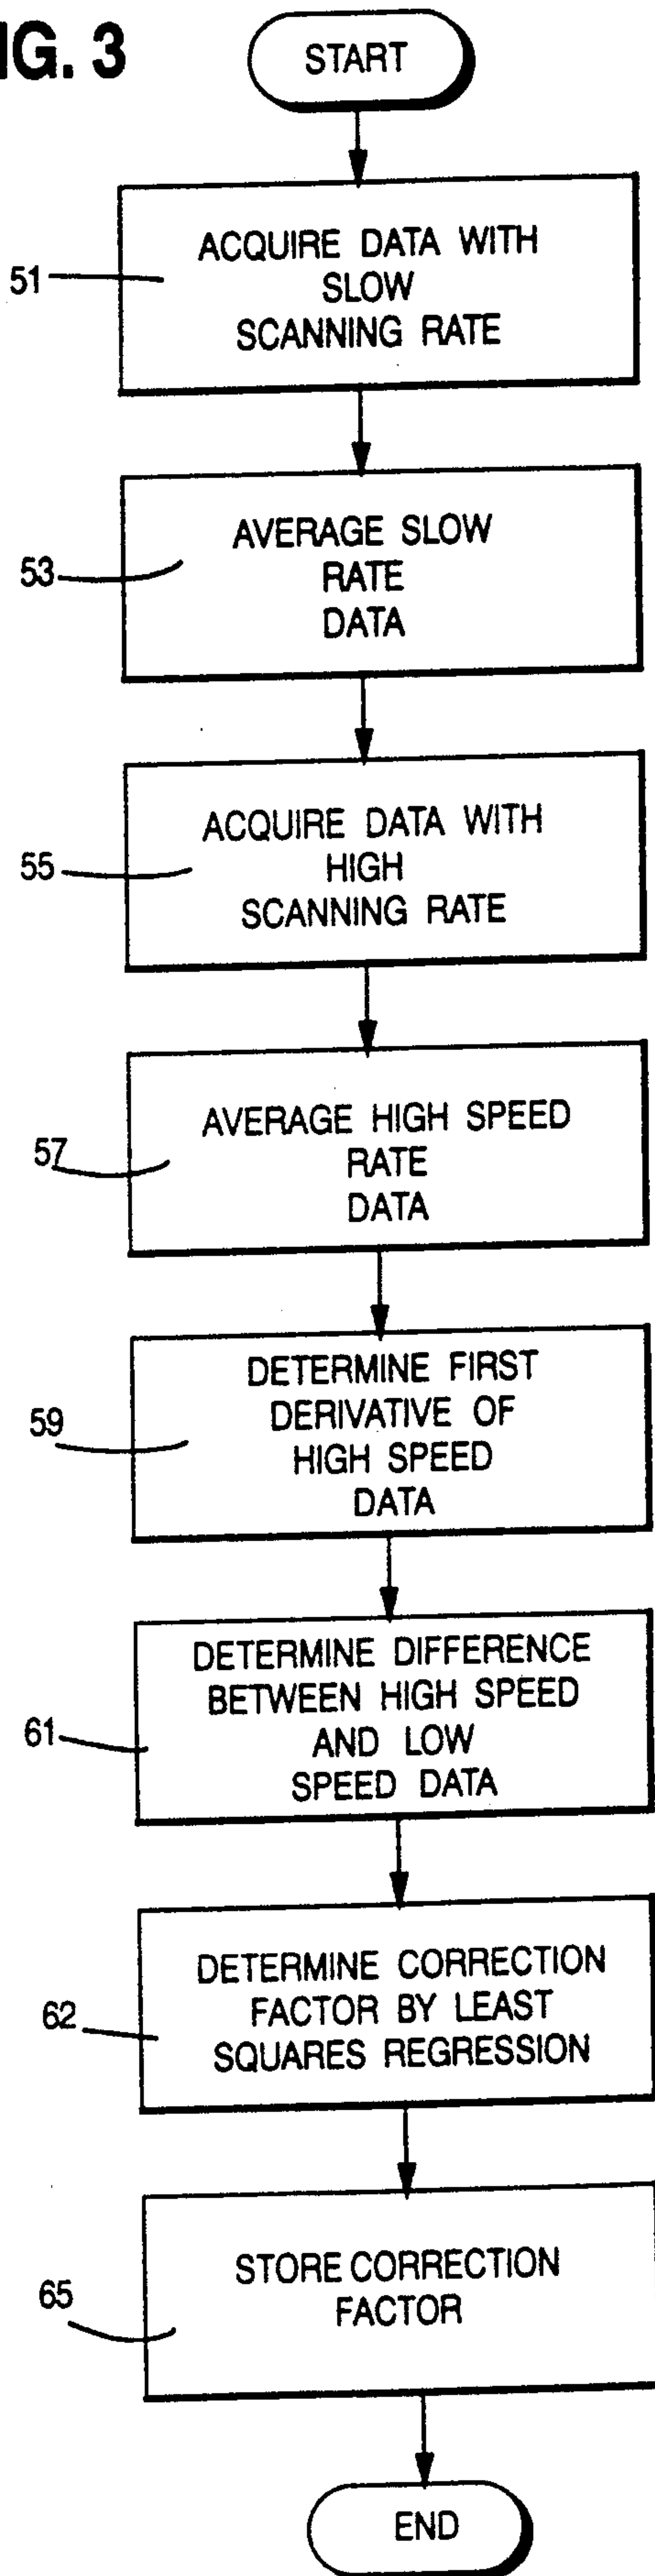 IG. 3
START
51
ACQUIRE DATA WITH
SLOW
SCANNING RATE
53
AVERAGE SLOW
RATE
DATA
55
ACQUIRE DATA WITH
HIGH
SCANNING RATE
57
AVERAGE HIGH SPEED
RATE
DATA
59
DETERMINE FIRST
DERIVATIVE OF
HIGH SPEED
DATA
61
DETERMINE DIFFERENCE
BETWEEN HIGH SPEED
AND LOW
SPEED DATA
62
DETERMINE CORRECTION
FACTOR BY LEAST
SQUARES REGRESSION
65
STORE CORRECTION
FACTOR
END